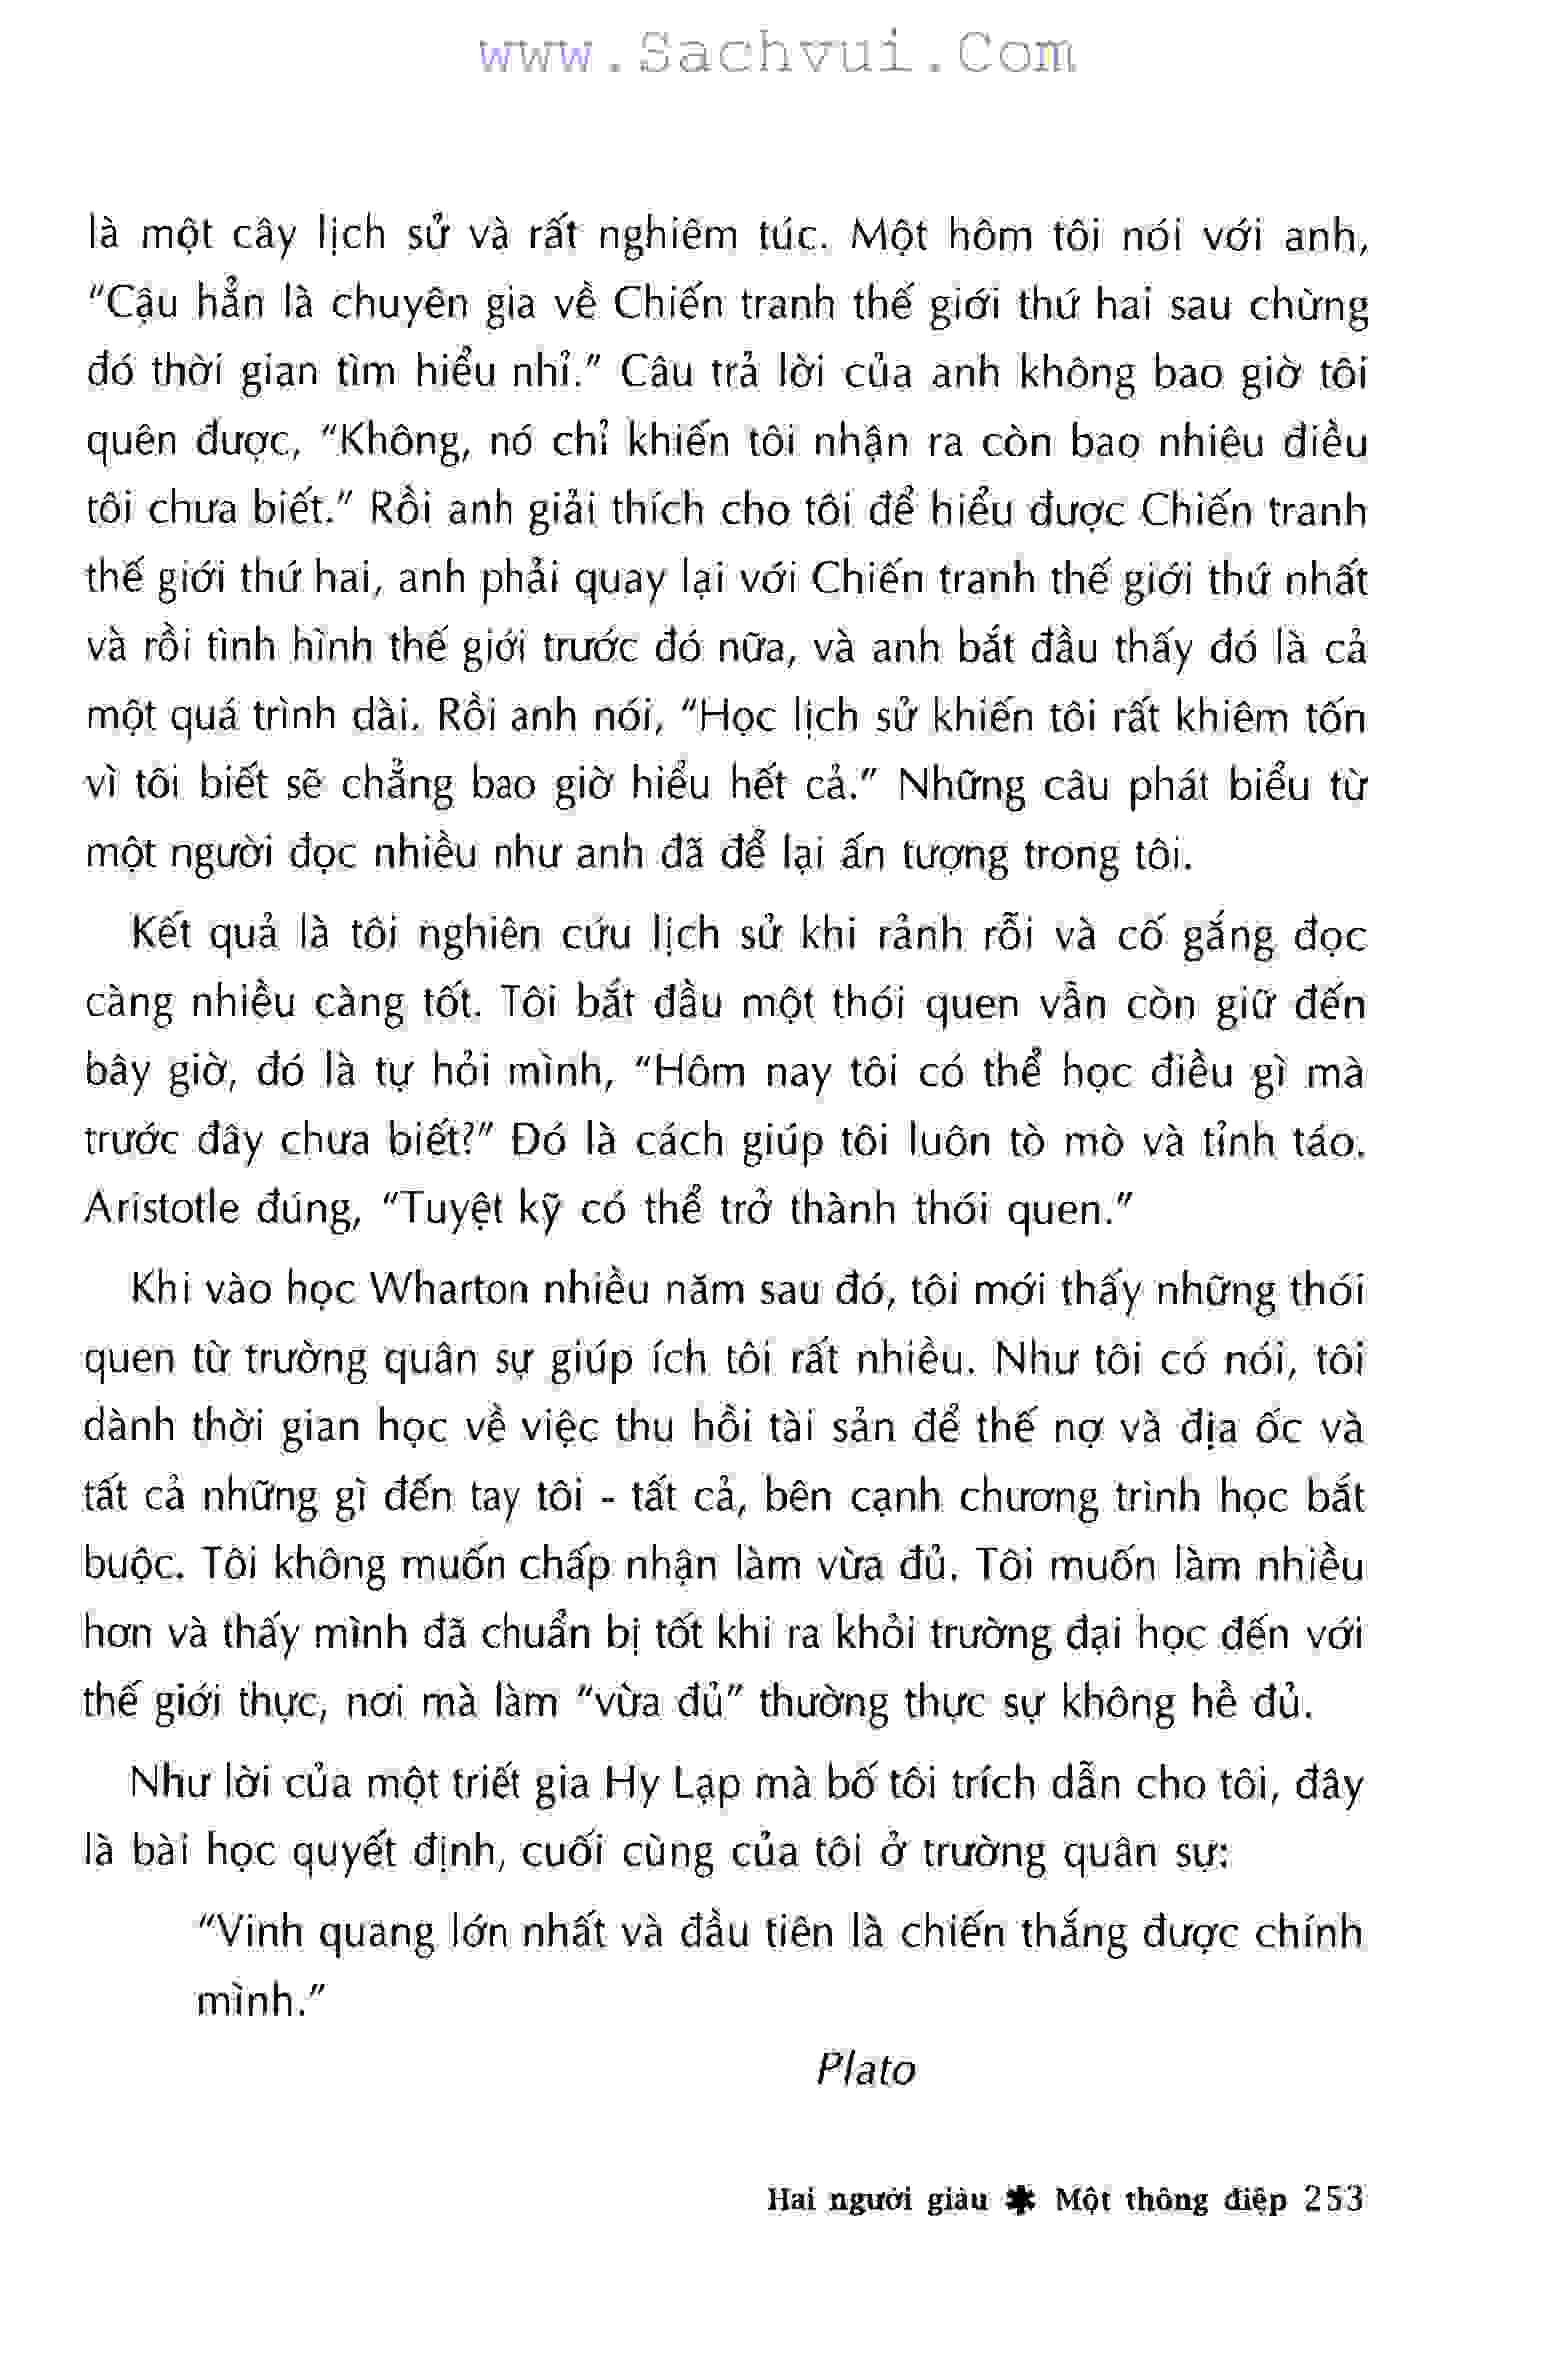 www.Sachvui.Com
là một cây lịch sử và rất nghiêm túc. Một hôm tôi nói với anh,
"Cậu hẳn là chuyên gia về Chiến tranh thế giới thứ hai sau chừng
đó thời gian tìm hiểu nhỉ." Câu trả lời của anh không bao giờ tôi
quên được, "Không, nó chỉ khiến tôi nhận ra còn bao nhiêu điều
tôi chưa biết." Rồi anh giải thích cho tôi để hiểu được Chiến tranh
thế giới thứ hai, anh phải quay lại với Chiến tranh thế giới thứ nhất
và rồi tình hình thế giới trước đó nữa, và anh bắt đầu thấy đó là cả
một quá trình dài. Rồi anh nói, "Học lịch sử khiến tôi rất khiêm tốn
vì tôi biết sẽ chẳng bao giờ hiểu hết cả." Những câu phát biểu từ
một người đọc nhiều như anh đã để lại ấn tượng trong tôi.
Kết quả là tôi nghiên cứu lịch sử khi rảnh rỗi và cố gắng đọc
càng nhiều càng tốt. Tôi bắt đầu một thói quen vẫn còn giữ đến
bây giờ, đó là tự hỏi mình, "Hôm nay tôi có thể học điều gì mà
trước đây chưa biết?" Đó là cách giúp tôi luôn tò mò và tỉnh táo.
Aristotle đúng, "Tuyệt kỹ có thể trở thành thói quen."
Khi vào học Wharton nhiều năm sau đó, tôi mới thấy những thói
quen từ trường quân sự giúp ích tôi rất nhiều. Như tôi có nói, tôi
dành thời gian học về việc thu hồi tài sản để thế nợ và địa ốc và
tất cả những gì đến tay tôi - tất cả, bên cạnh chương trình học bắt
buộc. Tôi không muốn chấp nhận làm vừa đủ. Tôi muốn làm nhiều
hơn và thấy mình đã chuẩn bị tốt khi ra khỏi trường đại học đến với
thế giới thực, nơi mà làm "vừa đủ" thường thực sự không hề đủ.
Như lời của một triết gia Hy Lạp mà bố tôi trích dẫn cho tôi, đây
là bài học quyết định, cuối cùng của tôi ở trường quân sự:
"Vinh quang lớn nhất và đầu tiên là chiến thắng được chính
mình."
Plato
Hai người giàu ✱ Một thông điệp 253